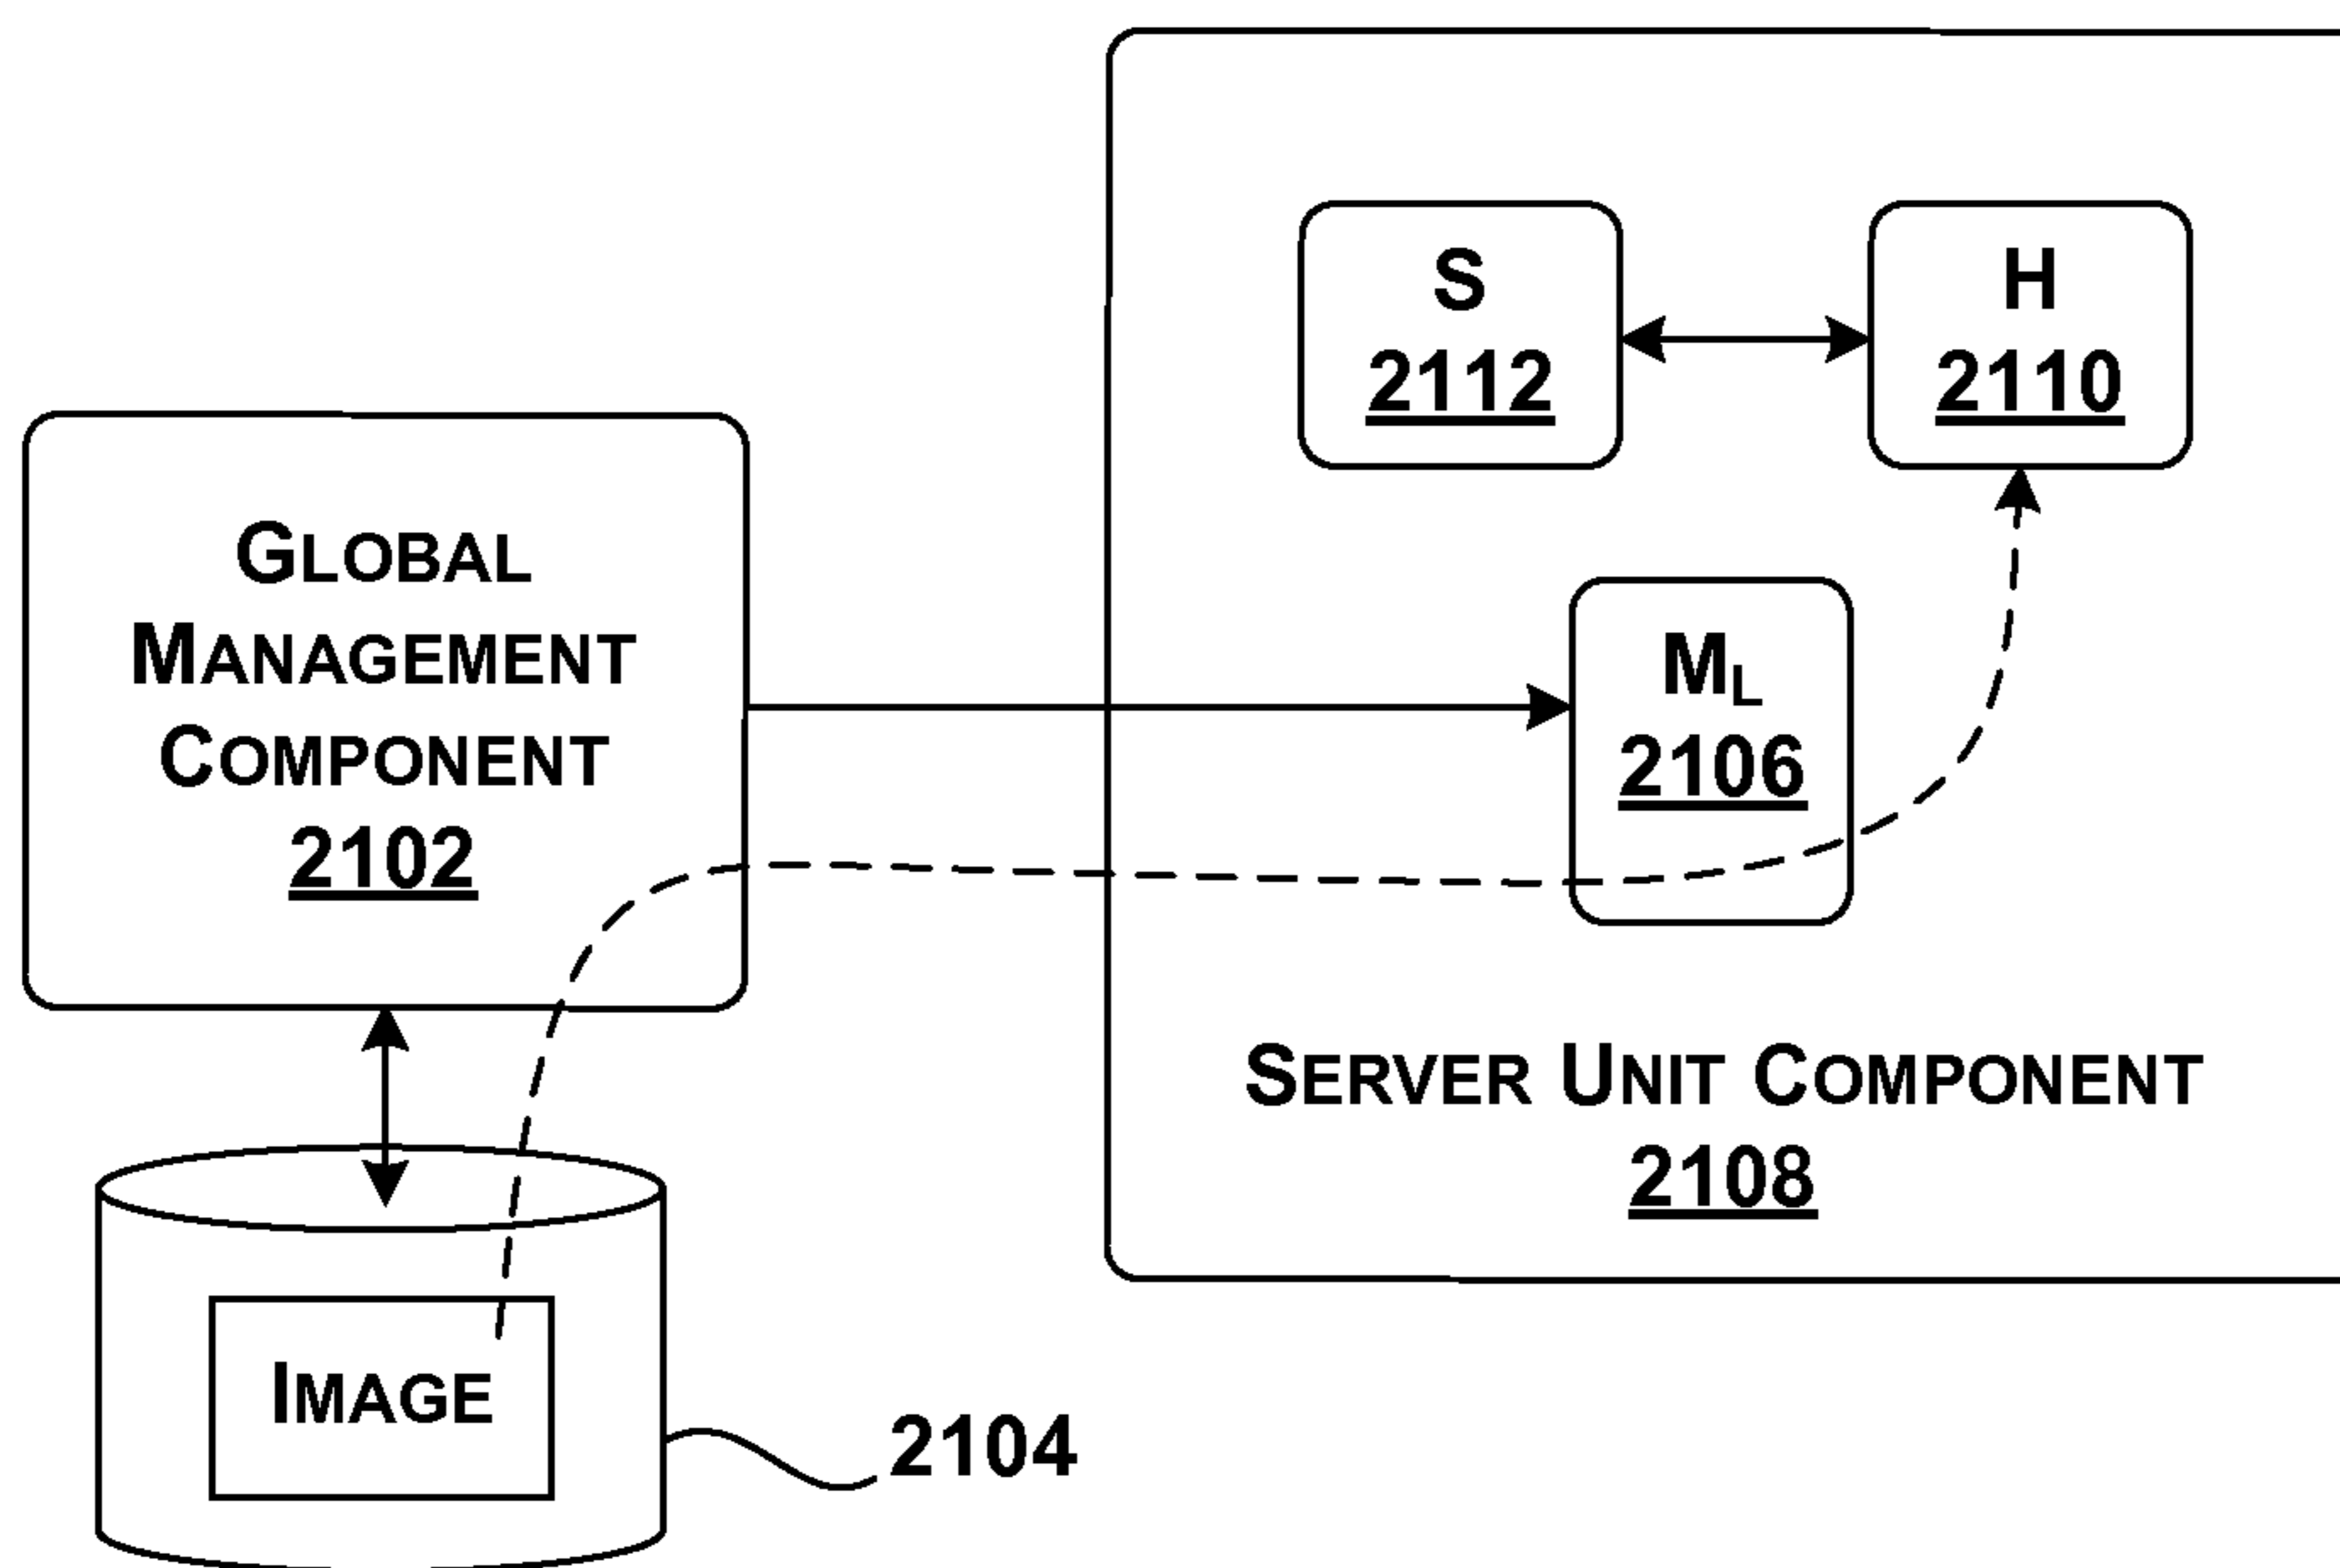 S
2112
H
2110
GLOBAL
MANAGEMENT
COMPONENT
2102
ML
2106
SERVER UNIT COMPONENT
2108
IMAGE
2104